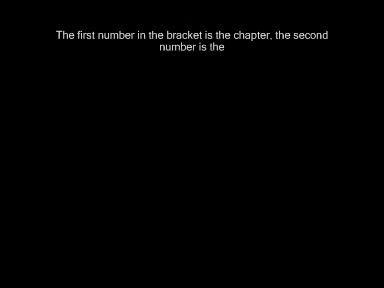 The first number in the bracket is the chapter, the second
number is the